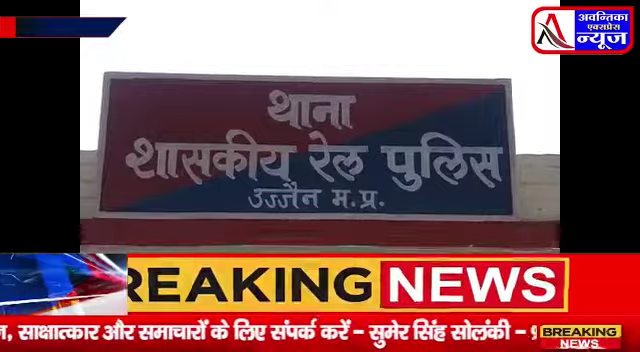 अवन्तिका
एक्सप्रेस
न्यूज
थाना
शासकीय रेल पुलिस
उज्जैन म.प्र.
BREAKING NEWS
साक्षात्कार और समाचारों के लिए संपर्क करें - सुमेर सिंह सोलंकी -
BREAKING
NEWS